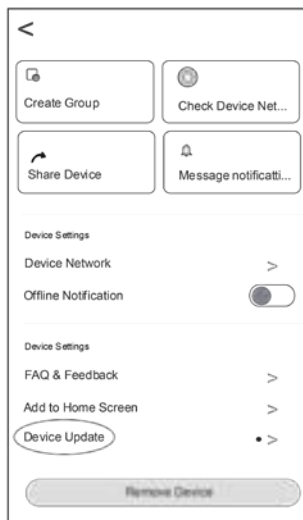 <
Create Group
Check Device Net...
Share Device
Message notificatti...
Device Settings
Device Network >
Offline Notification
Device Settings
FAQ & Feedback >
Add to Home Screen >
Device Update • >
Remove Device